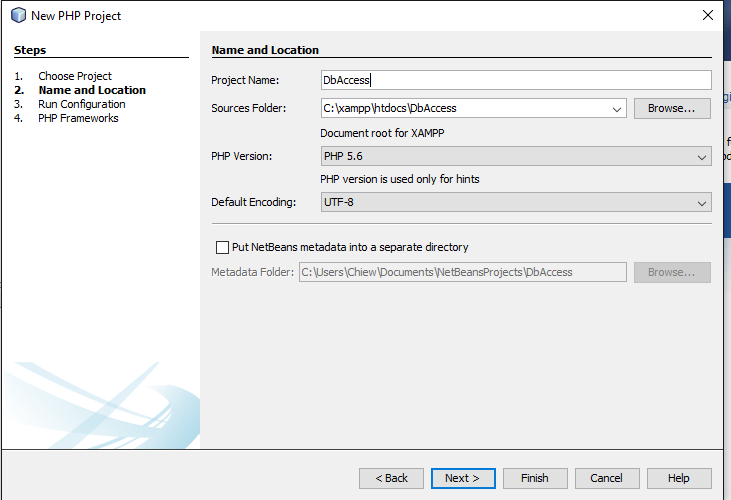 New PHP Project
Steps
1. Choose Project
2. Name and Location
3. Run Configuration
4. PHP Frameworks
Name and Location
Project Name: DbAccess
Sources Folder: C:\xampp\htdocs\DbAccess Browse...
Document root for XAMPP
PHP Version: PHP 5.6
PHP version is used only for hints
Default Encoding: UTF-8
Put NetBeans metadata into a separate directory
Metadata Folder: C:\Users\Chiew\Documents\NetBeansProjects\DbAccess Browse...
< Back Next > Finish Cancel Help